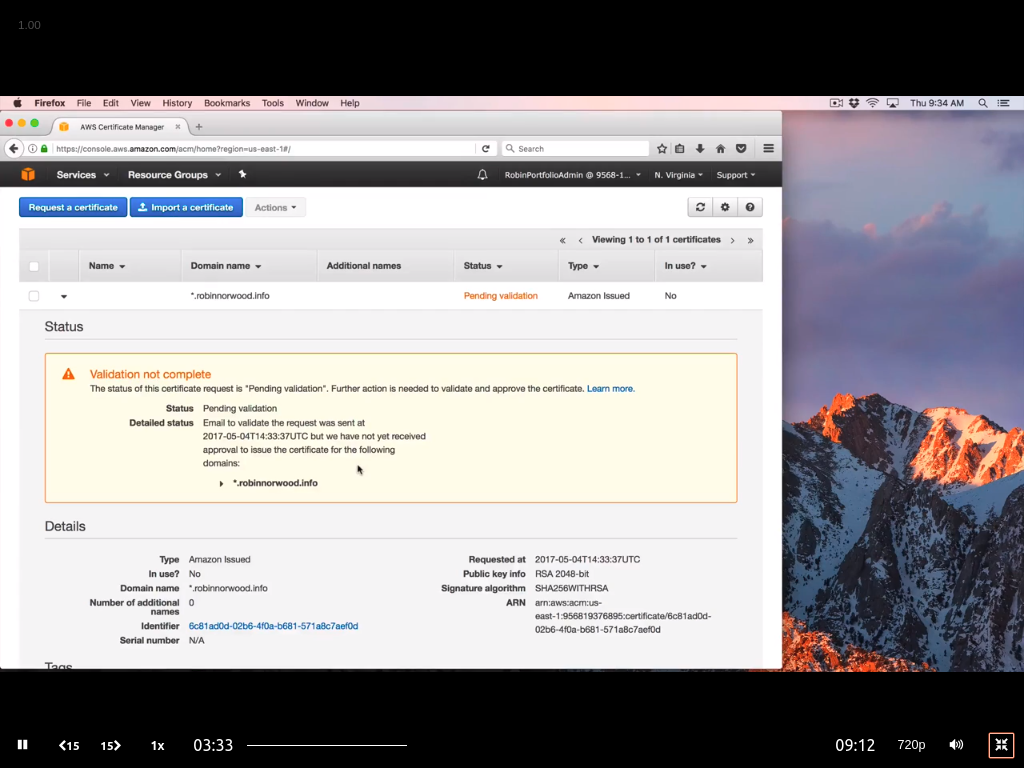 1.00
Firefox File Edit View History Bookmarks Tools Window Help Thu 9:34 AM
AWS Certificate Manager
https://console.aws.amazon.com/acm/home?region=us-east-1#/ Search
Services Resource Groups RobinPortfolioAdmin @ 9568-1... N. Virginia Support
Request a certificate Import a certificate Actions
« ‹ Viewing 1 to 1 of 1 certificates › »
Name Domain name Additional names Status Type In use?
*.robinnorwood.info Pending validation Amazon Issued No
Status
Validation not complete
The status of this certificate request is "Pending validation". Further action is needed to validate and approve the certificate. Learn more.
Status Pending validation
Detailed status Email to validate the request was sent at
2017-05-04T14:33:37UTC but we have not yet received
approval to issue the certificate for the following
domains:
*.robinnorwood.info
Details
Type Amazon Issued
In use? No
Domain name *.robinnorwood.info
Number of additional
names 0
Identifier 6c81ad0d-02b6-4f0a-b681-571a8c7aef0d
Serial number N/A
Requested at 2017-05-04T14:33:37UTC
Public key info RSA 2048-bit
Signature algorithm SHA256WITHRSA
ARN arn:aws:acm:us-
east-1:956819376895:certificate/6c81ad0d-
02b6-4f0a-b681-571a8c7aef0d
Tags
15 15 1x 03:33 09:12 720p